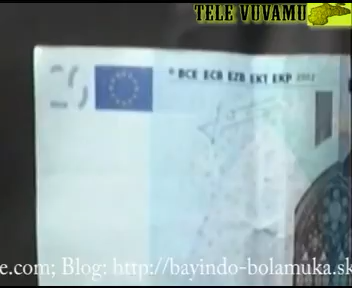 TELE VUVAMU
* BCE ECB EZB EKT EKP 2002
e.com; Blog: http://bayindo-bolamuka.sk